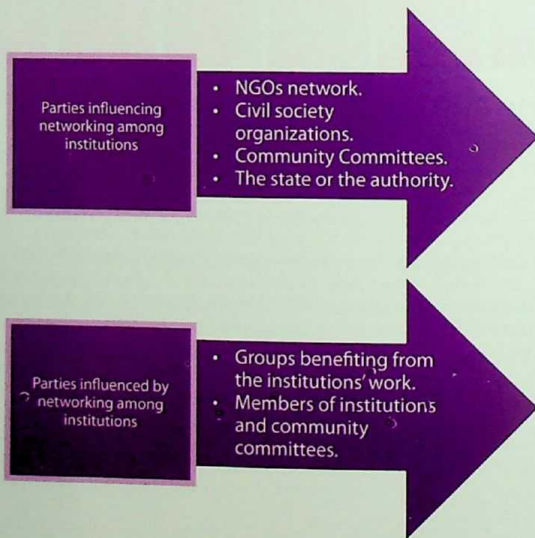 Parties influencing
networking among
institutions
• NGOs network.
• Civil society
organizations.
• Community Committees.
• The state or the authority.
Parties influenced by
networking among
institutions
• Groups benefiting from
the institutions' work.
• Members of institutions
and community
committees.